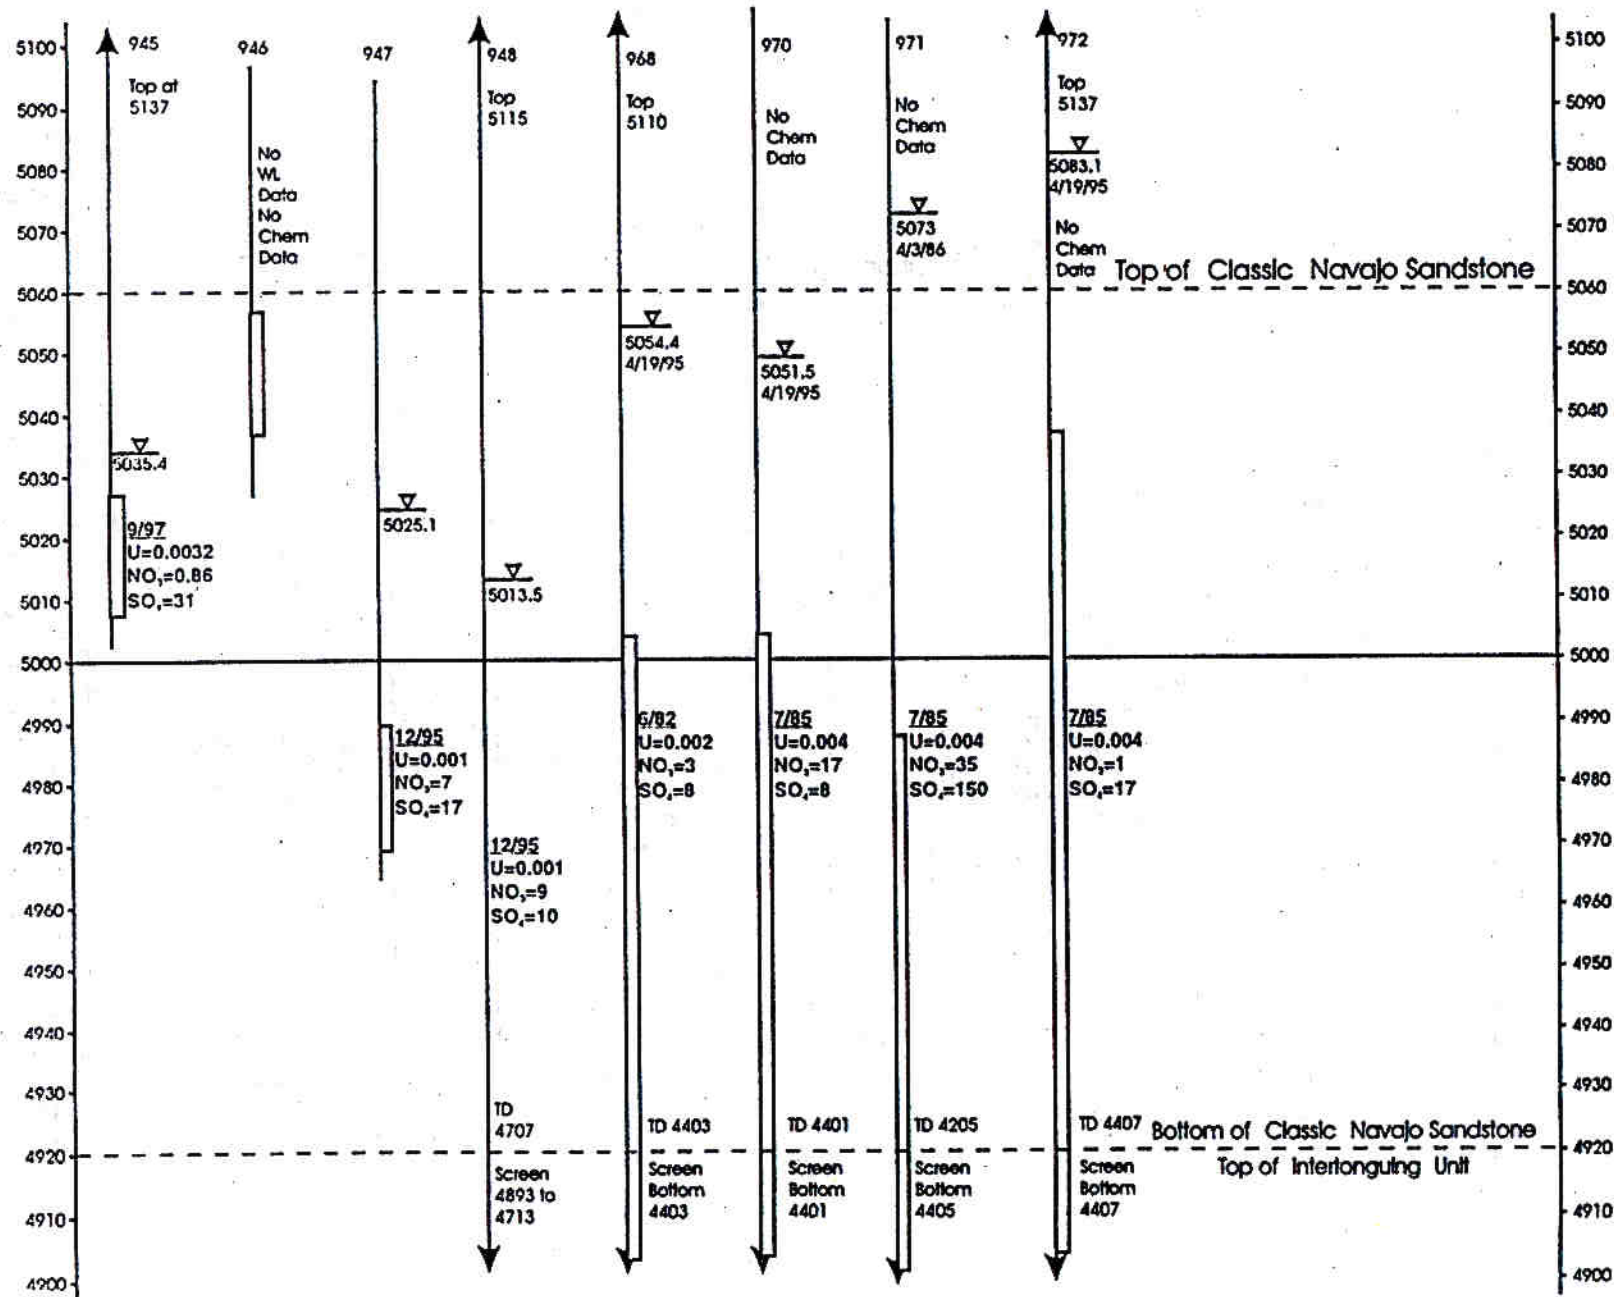 5100
5090
5080
5070
5060
5050
5040
5030
5020
5010
5000
4990
4980
4970
4960
4950
4940
4930
4920
4910
4900
945
Top at
5137
5035.4
9/97
U=0.0032
NO₃=0.86
SO₄=31
946
No
WL
Data
No
Chem
Data
947
5025.1
12/95
U=0.001
NO₃=7
SO₄=17
948
Top
5115
5013.5
12/95
U=0.001
NO₃=9
SO₄=10
TD
4707
Screen
4893 to
4713
968
Top
5110
5054.4
4/19/95
6/82
U=0.002
NO₃=3
SO₄=8
TD 4403
Screen
Bottom
4403
970
No
Chem
Data
5051.5
4/19/95
7/85
U=0.004
NO₃=17
SO₄=8
TD 4401
Screen
Bottom
4401
971
No
Chem
Data
5073
4/3/86
7/85
U=0.004
NO₃=35
SO₄=150
TD 4205
Screen
Bottom
4405
972
Top
5137
5083.1
4/19/95
No
Chem
Data
7/85
U=0.004
NO₃=1
SO₄=17
TD 4407
Screen
Bottom
4407
Top of Classic Navajo Sandstone
Bottom of Classic Navajo Sandstone
Top of Intertonguing Unit
5100
5090
5080
5070
5060
5050
5040
5030
5020
5010
5000
4990
4980
4970
4960
4950
4940
4930
4920
4910
4900